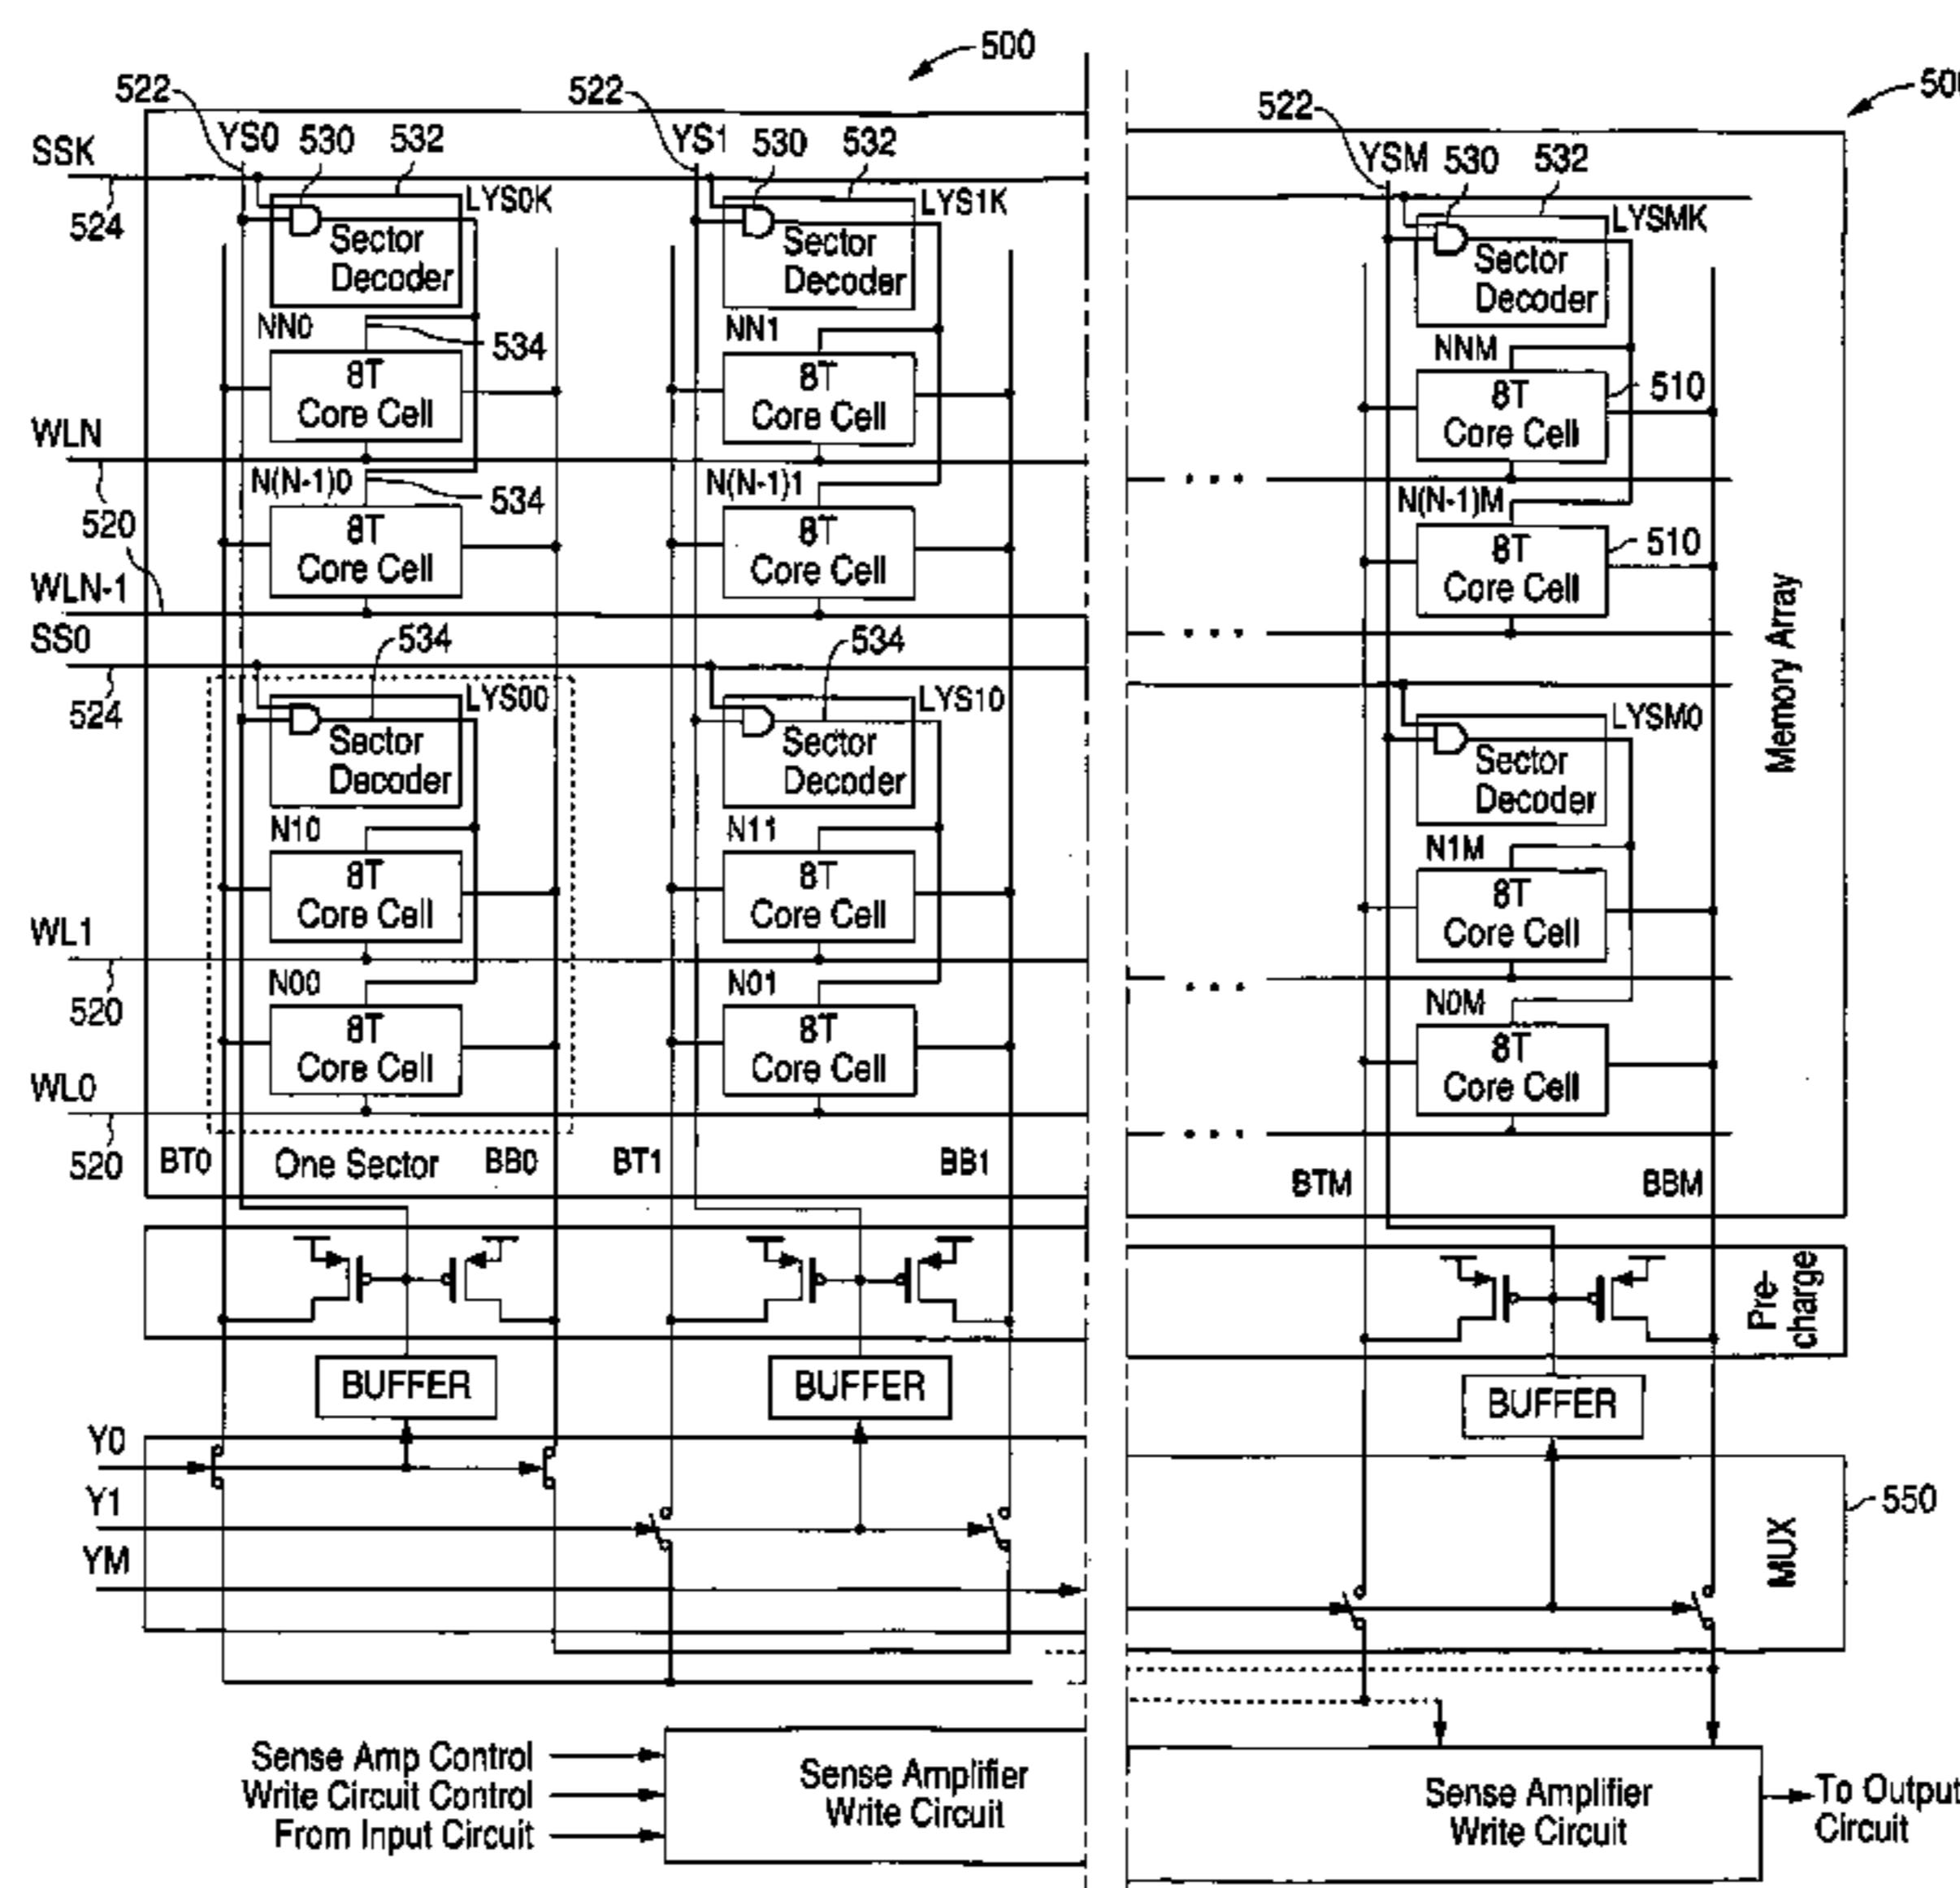 500
500
522
522
522
YS0
530
532
YS1
530
532
YSM
530
532
SSK
524
LYS0K
LYS1K
LYSMK
Sector
Decoder
Sector
Decoder
Sector
Decoder
NN0
534
NN1
NNM
8T
Core Cell
8T
Core Cell
8T
Core Cell
510
WLN
N(N-1)0
534
N(N-1)1
N(N-1)M
520
8T
Core Cell
8T
Core Cell
8T
Core Cell
510
WLN-1
SS0
534
534
524
LYS00
LYS10
LYSM0
Sector
Decoder
Sector
Decoder
Sector
Decoder
Memory Array
N10
N11
N1M
8T
Core Cell
8T
Core Cell
8T
Core Cell
WL1
520
N00
N01
N0M
8T
Core Cell
8T
Core Cell
8T
Core Cell
WL0
520
BT0
One Sector
BB0
BT1
BB1
BTM
BBM
Pre-
charge
BUFFER
BUFFER
BUFFER
Y0
Y1
YM
550
MUX
Sense Amp Control
Write Circuit Control
From Input Circuit
Sense Amplifier
Write Circuit
Sense Amplifier
Write Circuit
To Output
Circuit